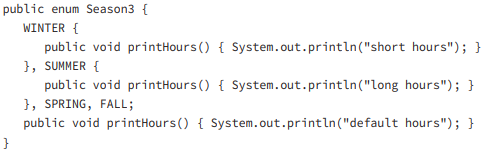 public enum Season3 {
   WINTER {
      public void printHours() { System.out.println("short hours"); }
   }, SUMMER {
      public void printHours() { System.out.println("long hours"); }
   }, SPRING, FALL;
   public void printHours() { System.out.println("default hours"); }
}